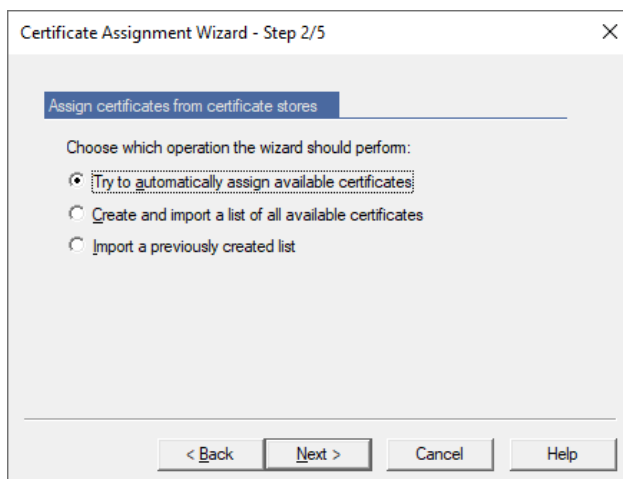 Certificate Assignment Wizard - Step 2/5
Assign certificates from certificate stores
Choose which operation the wizard should perform:
Try to automatically assign available certificates
Create and import a list of all available certificates
Import a previously created list
< Back Next > Cancel Help